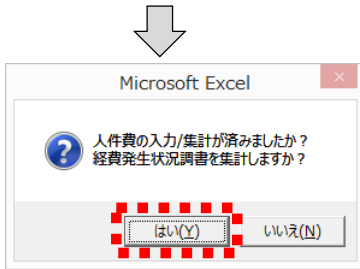 Microsoft Excel
人件費の入力/集計が済みましたか？
経費発生状況調書を集計しますか？
はい(Y)
いいえ(N)